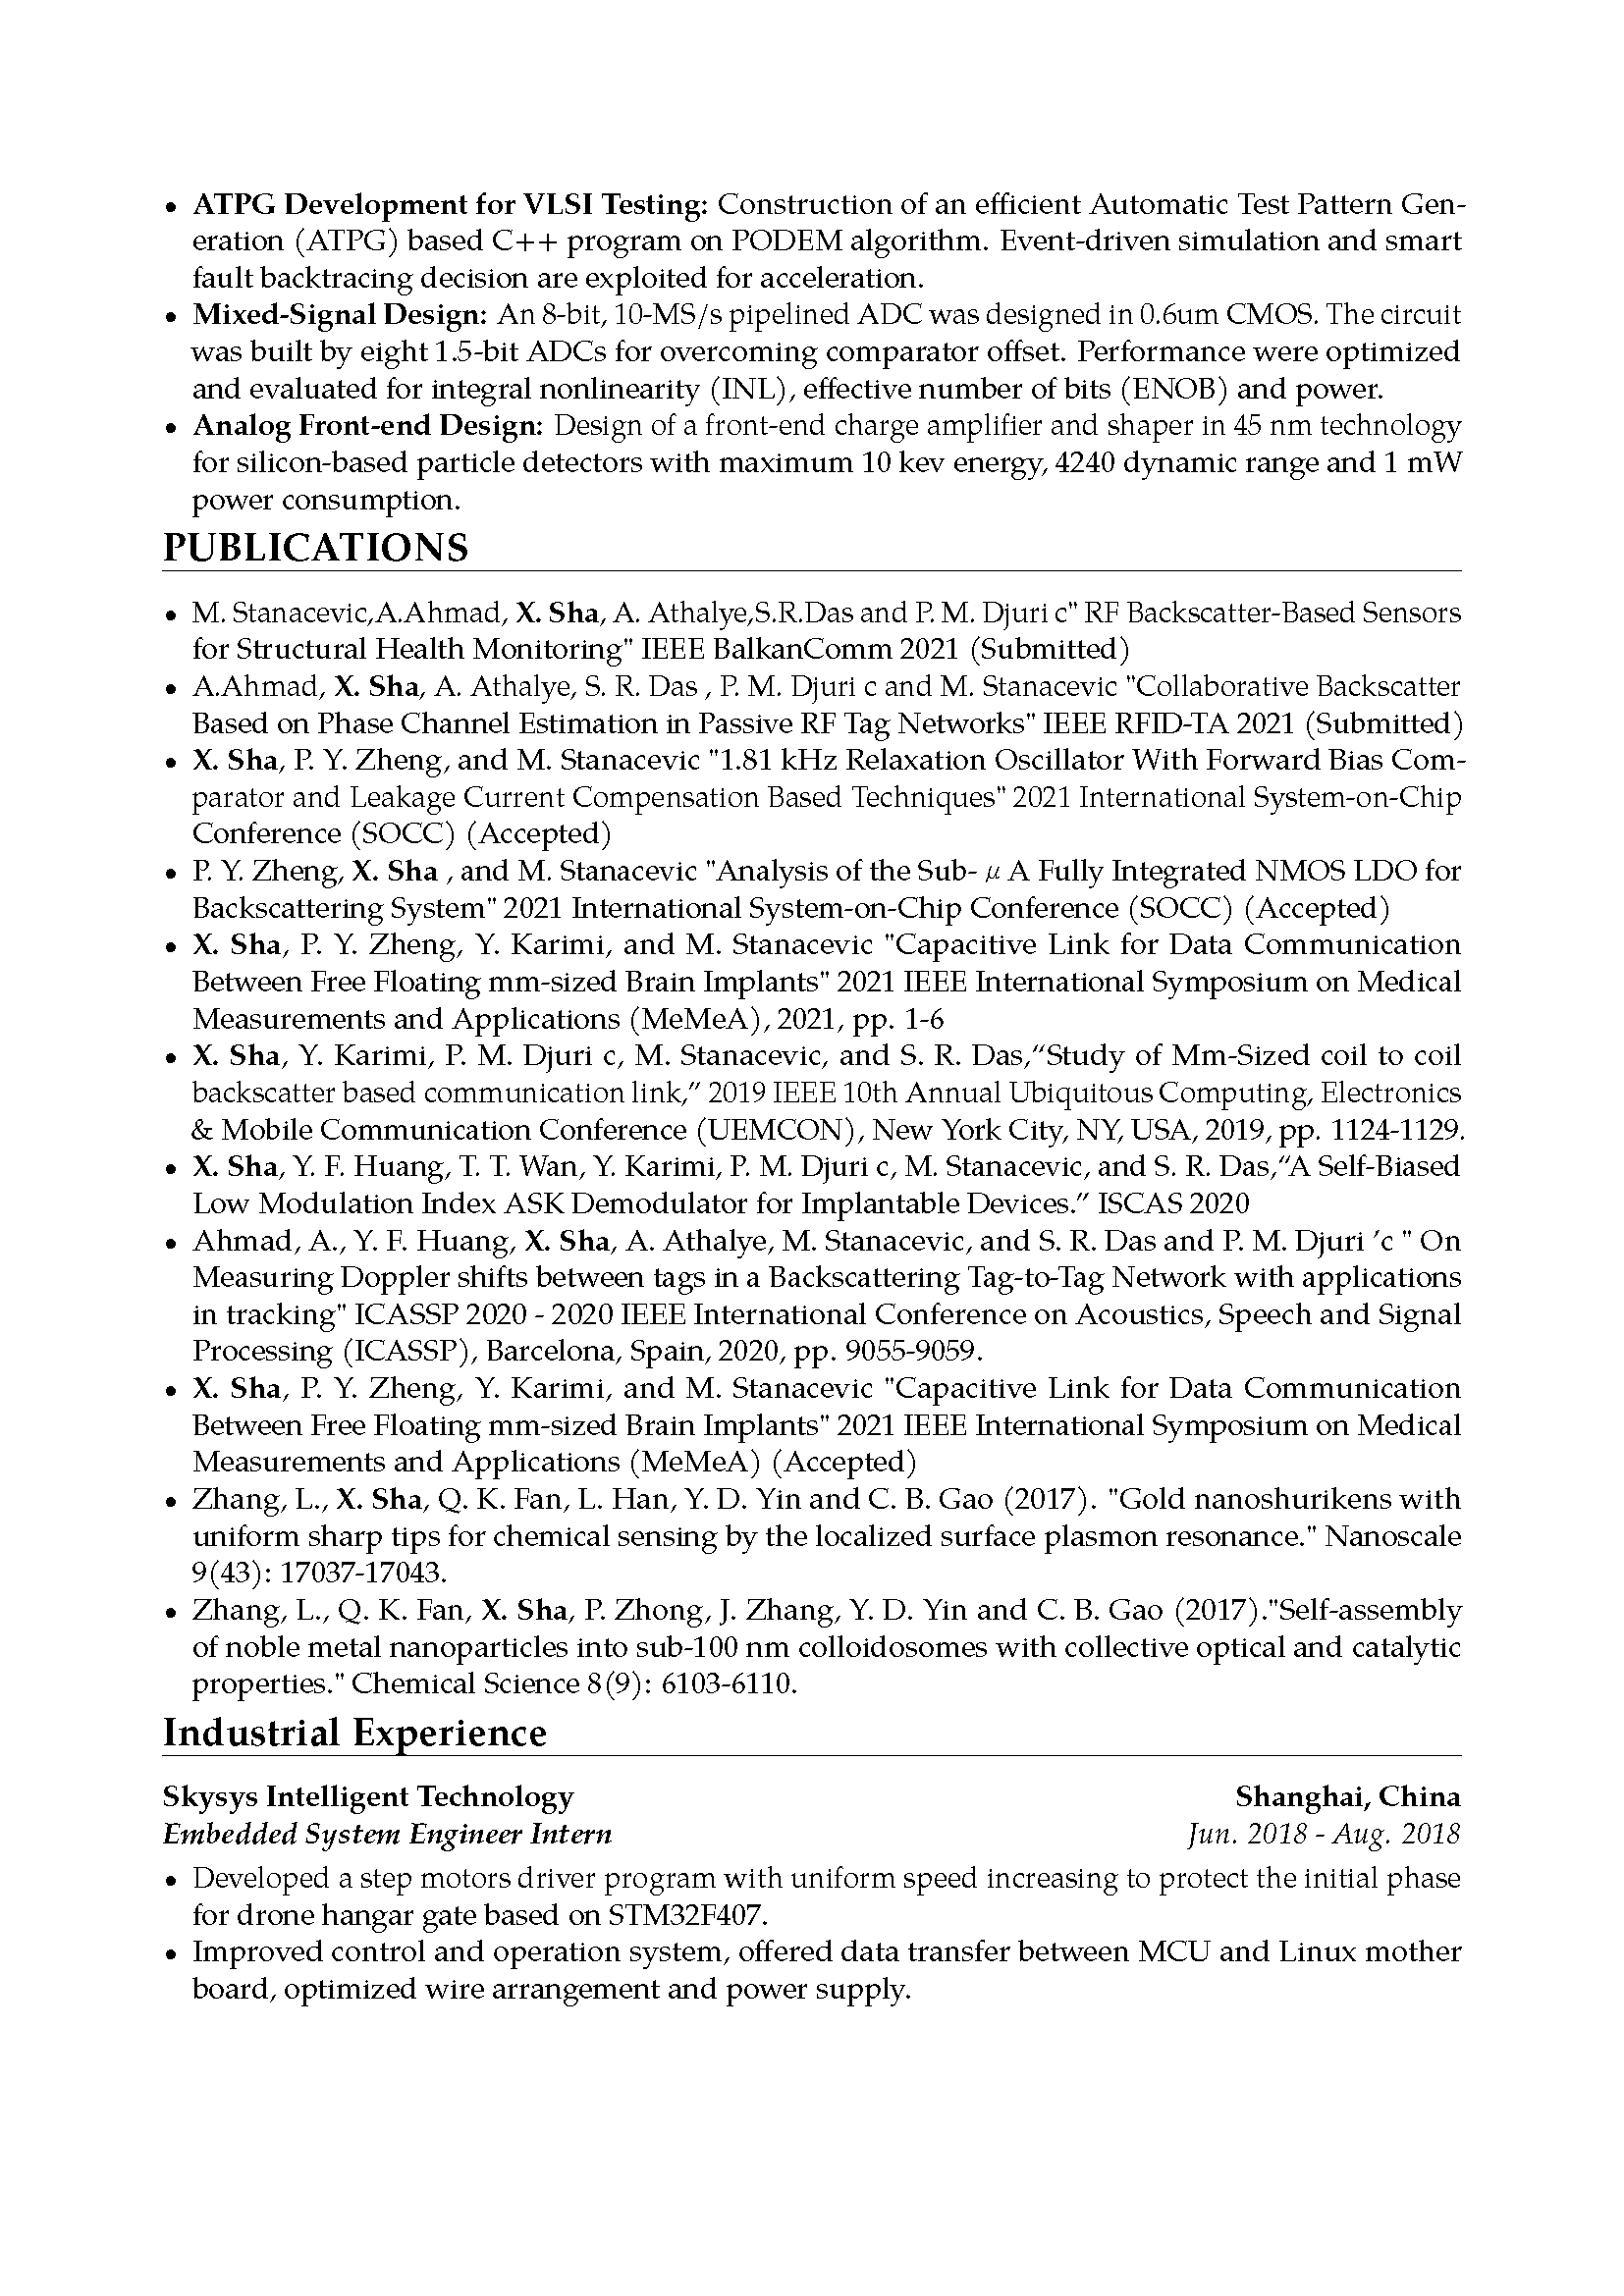 • ATPG Development for VLSI Testing: Construction of an efficient Automatic Test Pattern Gen-
eration (ATPG) based C++ program on PODEM algorithm. Event-driven simulation and smart
fault backtracing decision are exploited for acceleration.
• Mixed-Signal Design: An 8-bit, 10-MS/s pipelined ADC was designed in 0.6um CMOS. The circuit
was built by eight 1.5-bit ADCs for overcoming comparator offset. Performance were optimized
and evaluated for integral nonlinearity (INL), effective number of bits (ENOB) and power.
• Analog Front-end Design: Design of a front-end charge amplifier and shaper in 45 nm technology
for silicon-based particle detectors with maximum 10 kev energy, 4240 dynamic range and 1 mW
power consumption.
PUBLICATIONS
• M. Stanacevic,A.Ahmad, X. Sha, A. Athalye,S.R.Das and P. M. Djuri c" RF Backscatter-Based Sensors
for Structural Health Monitoring" IEEE BalkanComm 2021 (Submitted)
• A.Ahmad, X. Sha, A. Athalye, S. R. Das , P. M. Djuri c and M. Stanacevic "Collaborative Backscatter
Based on Phase Channel Estimation in Passive RF Tag Networks" IEEE RFID-TA 2021 (Submitted)
• X. Sha, P. Y. Zheng, and M. Stanacevic "1.81 kHz Relaxation Oscillator With Forward Bias Com-
parator and Leakage Current Compensation Based Techniques" 2021 International System-on-Chip
Conference (SOCC) (Accepted)
• P. Y. Zheng, X. Sha , and M. Stanacevic "Analysis of the Sub- μ A Fully Integrated NMOS LDO for
Backscattering System" 2021 International System-on-Chip Conference (SOCC) (Accepted)
• X. Sha, P. Y. Zheng, Y. Karimi, and M. Stanacevic "Capacitive Link for Data Communication
Between Free Floating mm-sized Brain Implants" 2021 IEEE International Symposium on Medical
Measurements and Applications (MeMeA), 2021, pp. 1-6
• X. Sha, Y. Karimi, P. M. Djuri c, M. Stanacevic, and S. R. Das,“Study of Mm-Sized coil to coil
backscatter based communication link,” 2019 IEEE 10th Annual Ubiquitous Computing, Electronics
& Mobile Communication Conference (UEMCON), New York City, NY, USA, 2019, pp. 1124-1129.
• X. Sha, Y. F. Huang, T. T. Wan, Y. Karimi, P. M. Djuri c, M. Stanacevic, and S. R. Das,“A Self-Biased
Low Modulation Index ASK Demodulator for Implantable Devices.” ISCAS 2020
• Ahmad, A., Y. F. Huang, X. Sha, A. Athalye, M. Stanacevic, and S. R. Das and P. M. Djuri ’c " On
Measuring Doppler shifts between tags in a Backscattering Tag-to-Tag Network with applications
in tracking" ICASSP 2020 - 2020 IEEE International Conference on Acoustics, Speech and Signal
Processing (ICASSP), Barcelona, Spain, 2020, pp. 9055-9059.
• X. Sha, P. Y. Zheng, Y. Karimi, and M. Stanacevic "Capacitive Link for Data Communication
Between Free Floating mm-sized Brain Implants" 2021 IEEE International Symposium on Medical
Measurements and Applications (MeMeA) (Accepted)
• Zhang, L., X. Sha, Q. K. Fan, L. Han, Y. D. Yin and C. B. Gao (2017). "Gold nanoshurikens with
uniform sharp tips for chemical sensing by the localized surface plasmon resonance." Nanoscale
9(43): 17037-17043.
• Zhang, L., Q. K. Fan, X. Sha, P. Zhong, J. Zhang, Y. D. Yin and C. B. Gao (2017)."Self-assembly
of noble metal nanoparticles into sub-100 nm colloidosomes with collective optical and catalytic
properties." Chemical Science 8(9): 6103-6110.
Industrial Experience
Skysys Intelligent Technology Shanghai, China
Embedded System Engineer Intern Jun. 2018 - Aug. 2018
• Developed a step motors driver program with uniform speed increasing to protect the initial phase
for drone hangar gate based on STM32F407.
• Improved control and operation system, offered data transfer between MCU and Linux mother
board, optimized wire arrangement and power supply.